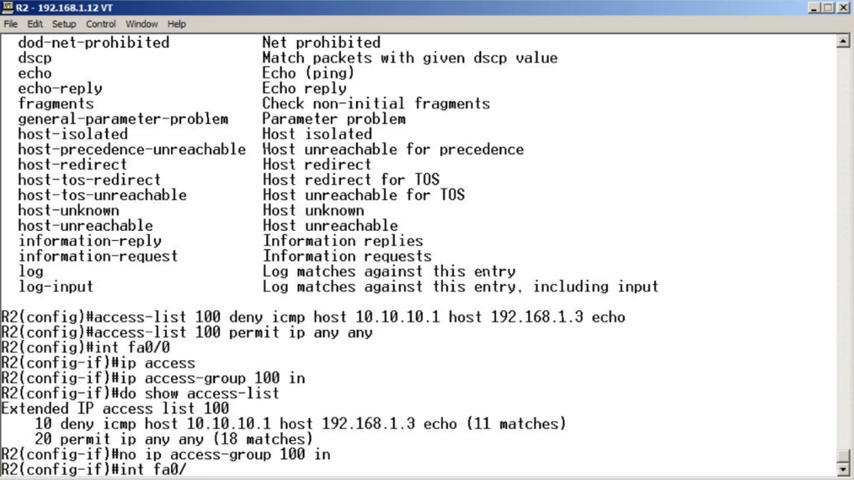 R2 - 192.168.1.12 VT
File Edit Setup Control Window Help
dod-net-prohibited Net prohibited
dscp Match packets with given dscp value
echo Echo (ping)
echo-reply Echo reply
fragments Check non-initial fragments
general-parameter-problem Parameter problem
host-isolated Host isolated
host-precedence-unreachable Host unreachable for precedence
host-redirect Host redirect
host-tos-redirect Host redirect for TOS
host-tos-unreachable Host unreachable for TOS
host-unknown Host unknown
host-unreachable Host unreachable
information-reply Information replies
information-request Information requests
log Log matches against this entry
log-input Log matches against this entry, including input
R2(config)#access-list 100 deny icmp host 10.10.10.1 host 192.168.1.3 echo
R2(config)#access-list 100 permit ip any any
R2(config)#int fa0/0
R2(config-if)#ip access
R2(config-if)#ip access-group 100 in
R2(config-if)#do show access-list
Extended IP access list 100
10 deny icmp host 10.10.10.1 host 192.168.1.3 echo (11 matches)
20 permit ip any any (18 matches)
R2(config-if)#no ip access-group 100 in
R2(config-if)#int fa0/